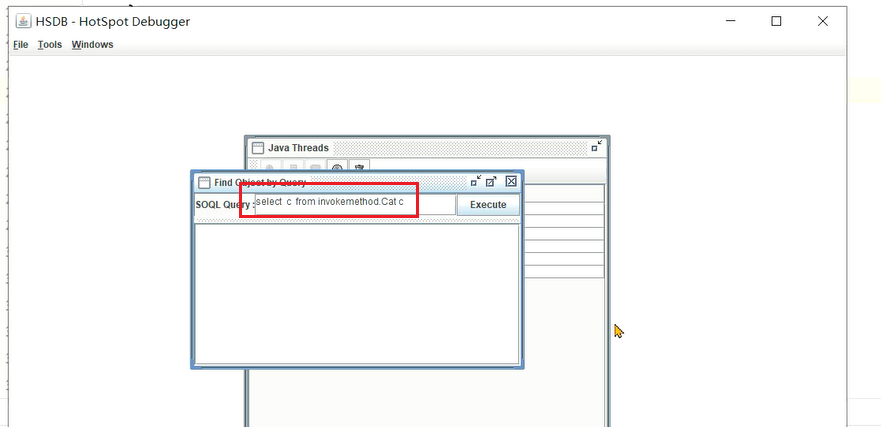 HSDB - HotSpot Debugger
File Tools Windows
Java Threads
Find Object by Query
SOQL Query : select c from invokemethod.Cat c Execute